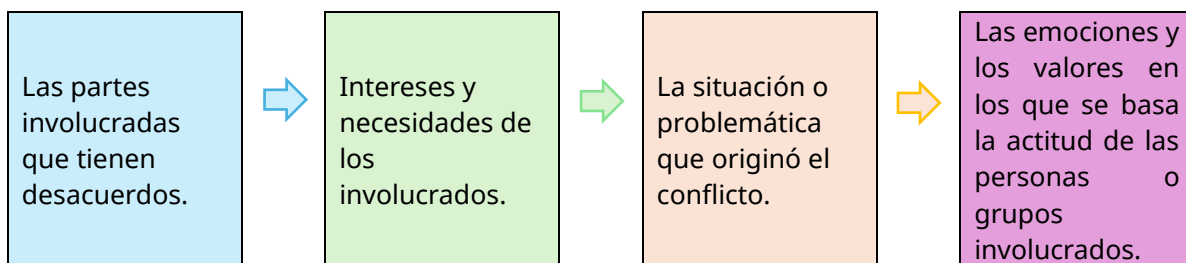 Las partes
involucradas
que tienen
desacuerdos.
Intereses y
necesidades de
los
involucrados.
La situación o
problemática
que originó el
conflicto.
Las emociones y
los valores en
los que se basa
la actitud de las
personas o
grupos
involucrados.